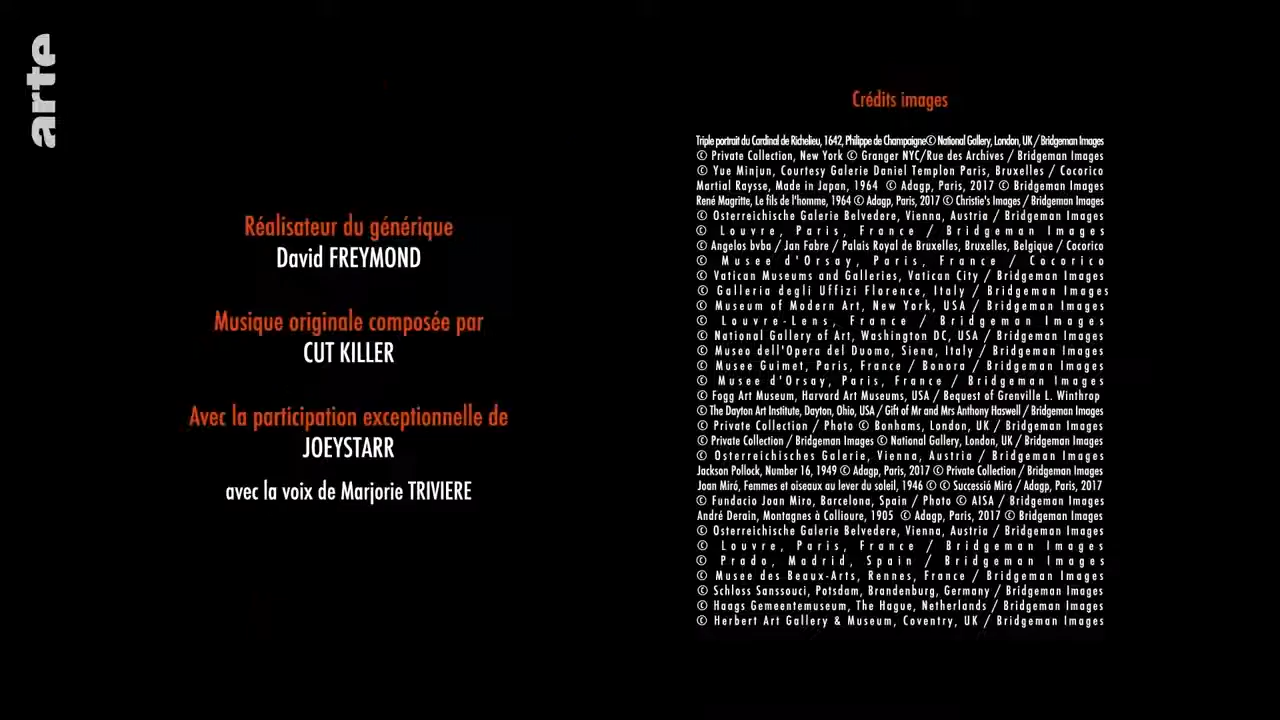 arte
Réalisateur du générique
David FREYMOND
Musique originale composée par
CUT KILLER
Avec la participation exceptionnelle de
JOEYSTARR
avec la voix de Marjorie TRIVIERE
Crédits images
Triple portrait du Cardinal de Richelieu, 1642, Philippe de Champaigne© National Gallery, London, UK / Bridgeman Images
© Private Collection, New York © Granger NYC/Rue des Archives / Bridgeman Images
© Yue Minjun, Courtesy Galerie Daniel Templon Paris, Bruxelles / Cocorico
Martial Raysse, Made in Japan, 1964 © Adagp, Paris, 2017 © Bridgeman Images
René Magritte, Le fils de l'homme, 1964 © Adagp, Paris, 2017 © Christie's Images / Bridgeman Images
© Osterreichische Galerie Belvedere, Vienna, Austria / Bridgeman Images
© Louvre, Paris, France / Bridgeman Images
© Angelos bvba / Jan Fabre / Palais Royal de Bruxelles, Bruxelles, Belgique / Cocorico
© Musee d'Orsay, Paris, France / Cocorico
© Vatican Museums and Galleries, Vatican City / Bridgeman Images
© Galleria degli Uffizi Florence, Italy / Bridgeman Images
© Museum of Modern Art, New York, USA / Bridgeman Images
© Louvre-Lens, France / Bridgeman Images
© National Gallery of Art, Washington DC, USA / Bridgeman Images
© Museo dell'Opera del Duomo, Siena, Italy / Bridgeman Images
© Musee Guimet, Paris, France / Bonora / Bridgeman Images
© Musee d'Orsay, Paris, France / Bridgeman Images
© Fogg Art Museum, Harvard Art Museums, USA / Bequest of Grenville L. Winthrop
© The Dayton Art Institute, Dayton, Ohio, USA / Gift of Mr and Mrs Anthony Haswell / Bridgeman Images
© Private Collection / Photo © Bonhams, London, UK / Bridgeman Images
© Private Collection / Bridgeman Images © National Gallery, London, UK / Bridgeman Images
© Osterreichisches Galerie, Vienna, Austria / Bridgeman Images
Jackson Pollock, Number 16, 1949 © Adagp, Paris, 2017 © Private Collection / Bridgeman Images
Joan Miró, Femmes et oiseaux au lever du soleil, 1946 © © Successió Miró / Adagp, Paris, 2017
© Fundacio Joan Miro, Barcelona, Spain / Photo © AISA / Bridgeman Images
André Derain, Montagnes à Collioure, 1905 © Adagp, Paris, 2017 © Bridgeman Images
© Osterreichische Galerie Belvedere, Vienna, Austria / Bridgeman Images
© Louvre, Paris, France / Bridgeman Images
© Prado, Madrid, Spain / Bridgeman Images
© Musee des Beaux-Arts, Rennes, France / Bridgeman Images
© Schloss Sanssouci, Potsdam, Brandenburg, Germany / Bridgeman Images
© Haags Gemeentemuseum, The Hague, Netherlands / Bridgeman Images
© Herbert Art Gallery & Museum, Coventry, UK / Bridgeman Images